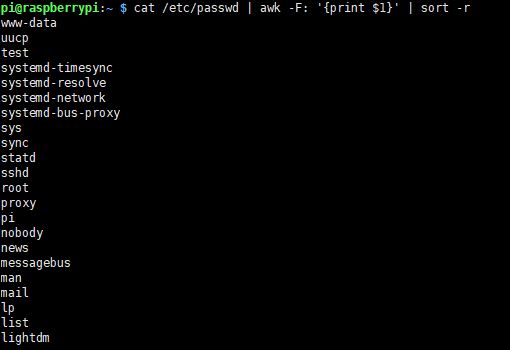 pi@raspberrypi:~ $ cat /etc/passwd | awk -F: '{print $1}' | sort -r
www-data
uucp
test
systemd-timesync
systemd-resolve
systemd-network
systemd-bus-proxy
sys
sync
statd
sshd
root
proxy
pi
nobody
news
messagebus
man
mail
lp
list
lightdm